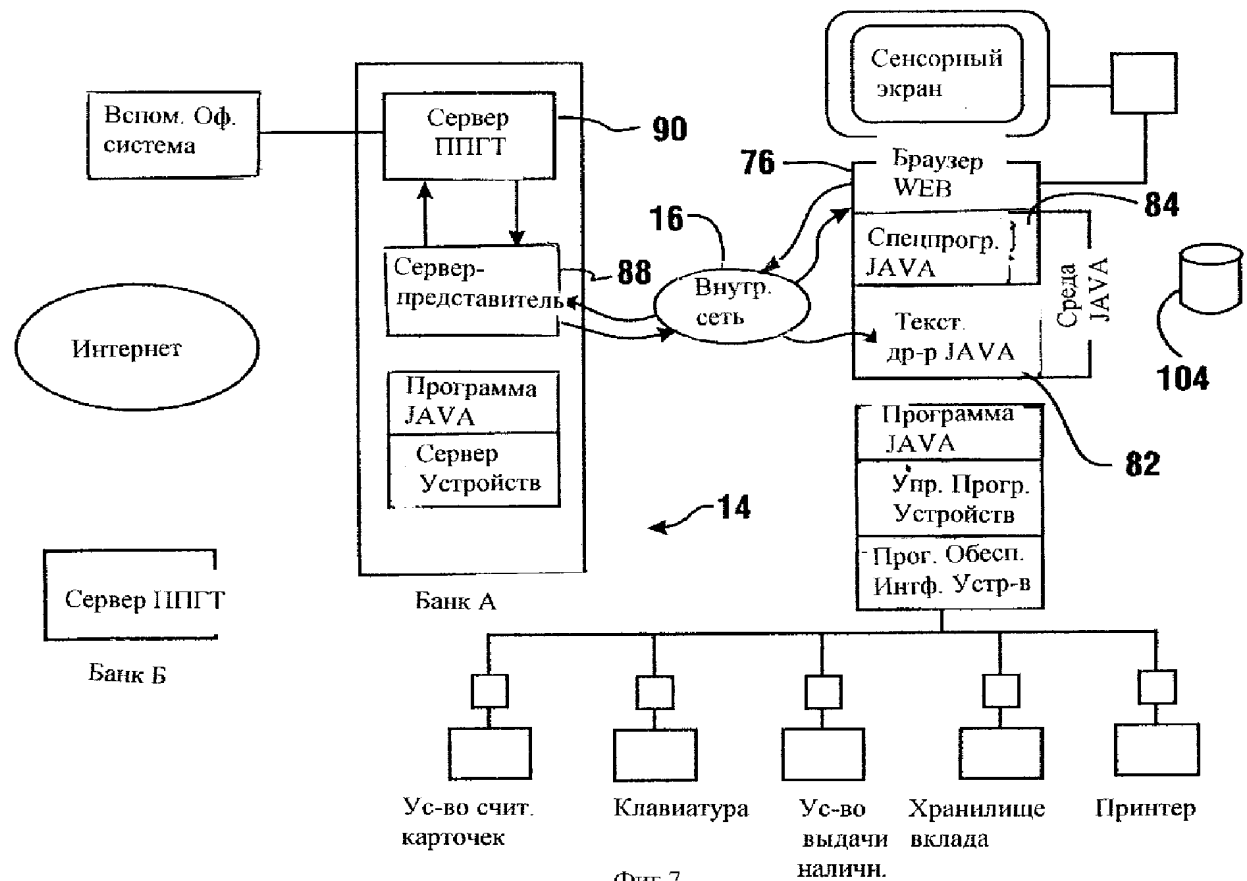 Сенсорный
экран
Вспом. Оф.
система
Сервер
ППГТ
90
76
Браузер
WEB
84
16
Спецпрогр.
JAVA
Сервер-
представитель
88
Внутр.
сеть
Среда
JAVA
Интернет
Текст.
др-р JAVA
104
Программа
JAVA
Сервер
Устройств
Программа
JAVA
82
Упр. Прогр.
Устройств
14
Прог. Обесп.
Интф. Устр-в
Сервер ППГТ
Банк А
Банк Б
Ус-во счит.
карточек
Клавиатура
Ус-во
выдачи
наличн.
Хранилище
вклада
Принтер
Фиг.7